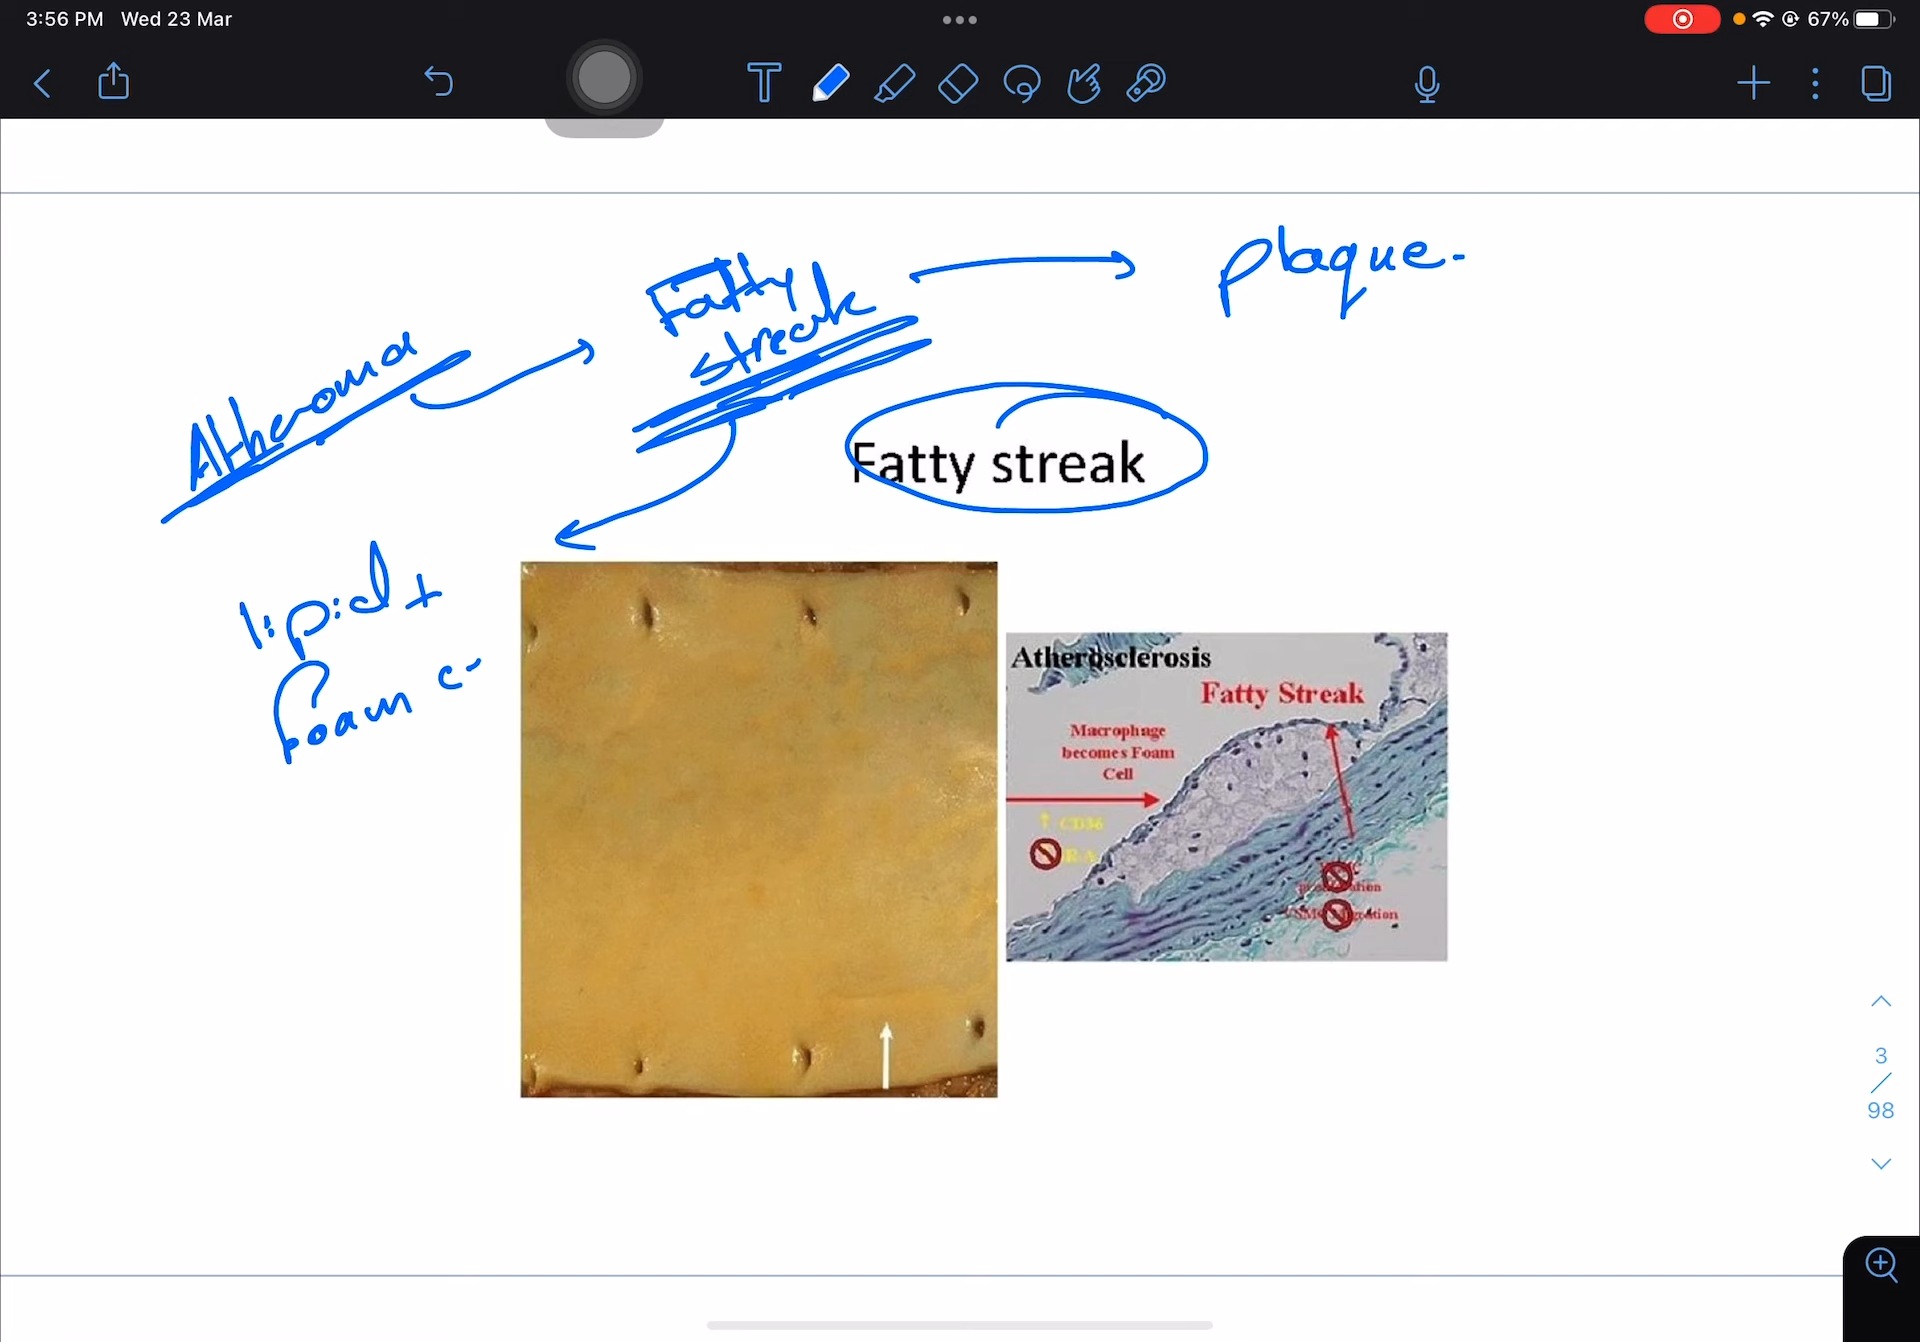 3:56 PM Wed 23 Mar
67%
Atheroma
Fatty
streak
plaque.
Fatty streak
lipid +
foam c-
Atherosclerosis
Fatty Streak
Macrophage
becomes Foam
Cell
↑ CD36
3
/
98